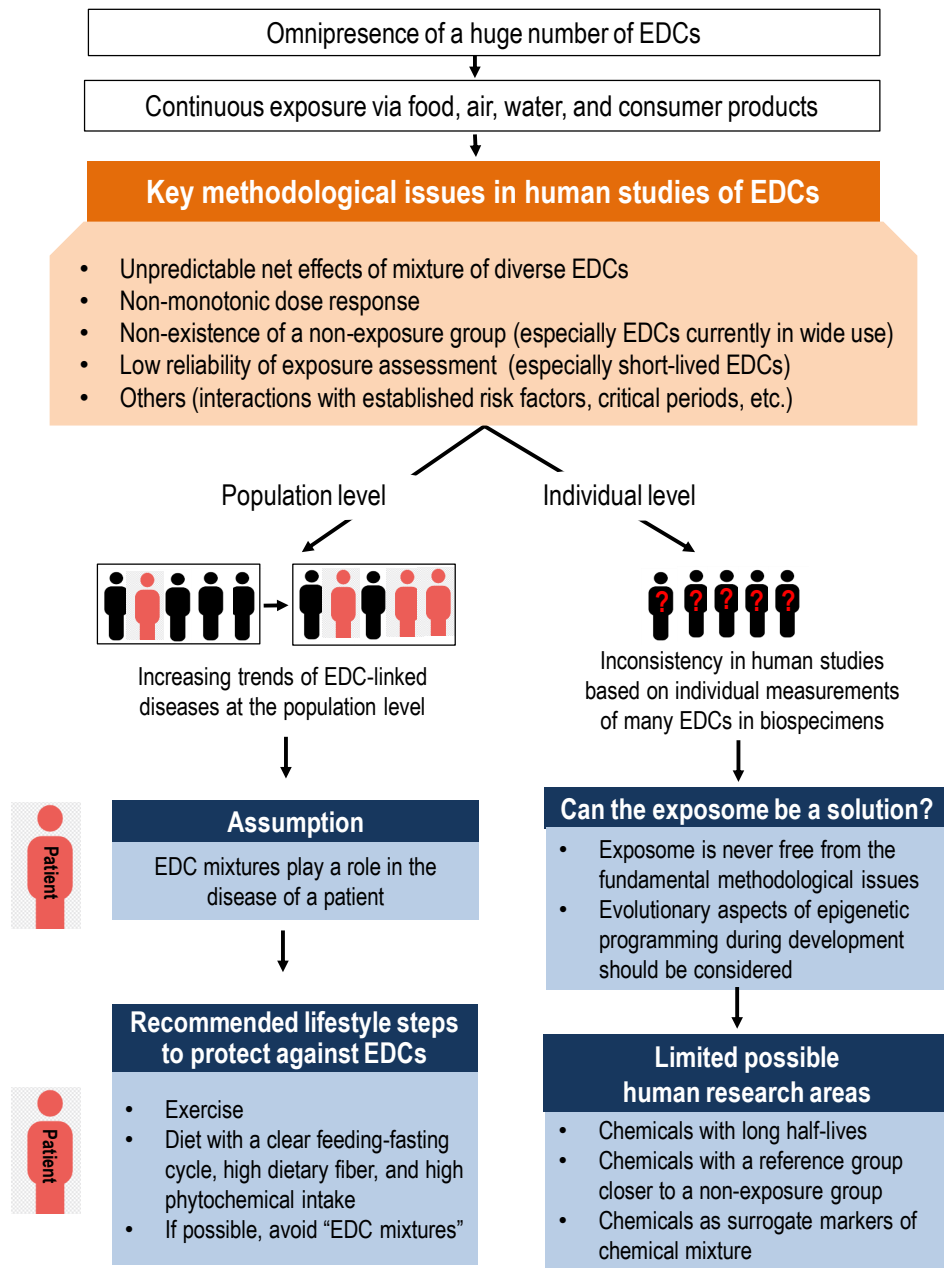 Omnipresence of a huge number of EDCs
Continuous exposure via food, air, water, and consumer products
Key methodological issues in human studies of EDCs
• Unpredictable net effects of mixture of diverse EDCs
• Non-monotonic dose response
• Non-existence of a non-exposure group (especially EDCs currently in wide use)
• Low reliability of exposure assessment (especially short-lived EDCs)
• Others (interactions with established risk factors, critical periods, etc.)
Population level
Individual level
Increasing trends of EDC-linked
diseases at the population level
? ? ? ? ?
Inconsistency in human studies
based on individual measurements
of many EDCs in biospecimens
Patient
Assumption
EDC mixtures play a role in the
disease of a patient
Can the exposome be a solution?
• Exposome is never free from the
fundamental methodological issues
• Evolutionary aspects of epigenetic
programming during development
should be considered
Patient
Recommended lifestyle steps
to protect against EDCs
• Exercise
• Diet with a clear feeding-fasting
cycle, high dietary fiber, and high
phytochemical intake
• If possible, avoid “EDC mixtures”
Limited possible
human research areas
• Chemicals with long half-lives
• Chemicals with a reference group
closer to a non-exposure group
• Chemicals as surrogate markers of
chemical mixture